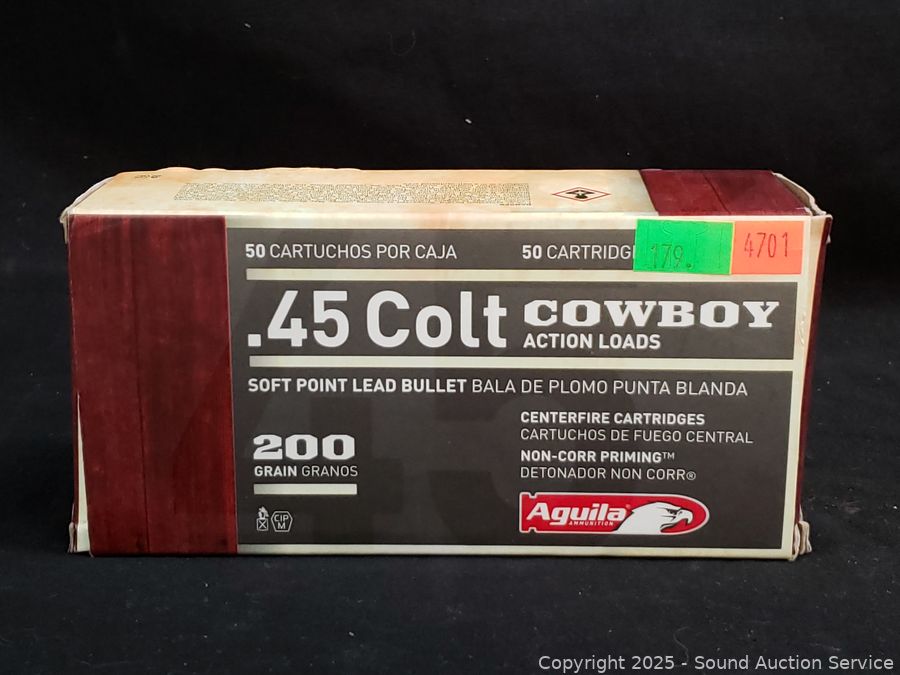 50 CARTUCHOS POR CAJA
50 CARTRIDG
179.
4701
.45 Colt COWBOY
ACTION LOADS
SOFT POINT LEAD BULLET BALA DE PLOMO PUNTA BLANDA
200
GRAIN GRANOS
CENTERFIRE CARTRIDGES
CARTUCHOS DE FUEGO CENTRAL
NON-CORR PRIMING™
DETONADOR NON CORR®
CIP
M
Aguila
AMMUNITION
Copyright © 2025 - Sound Auction Service